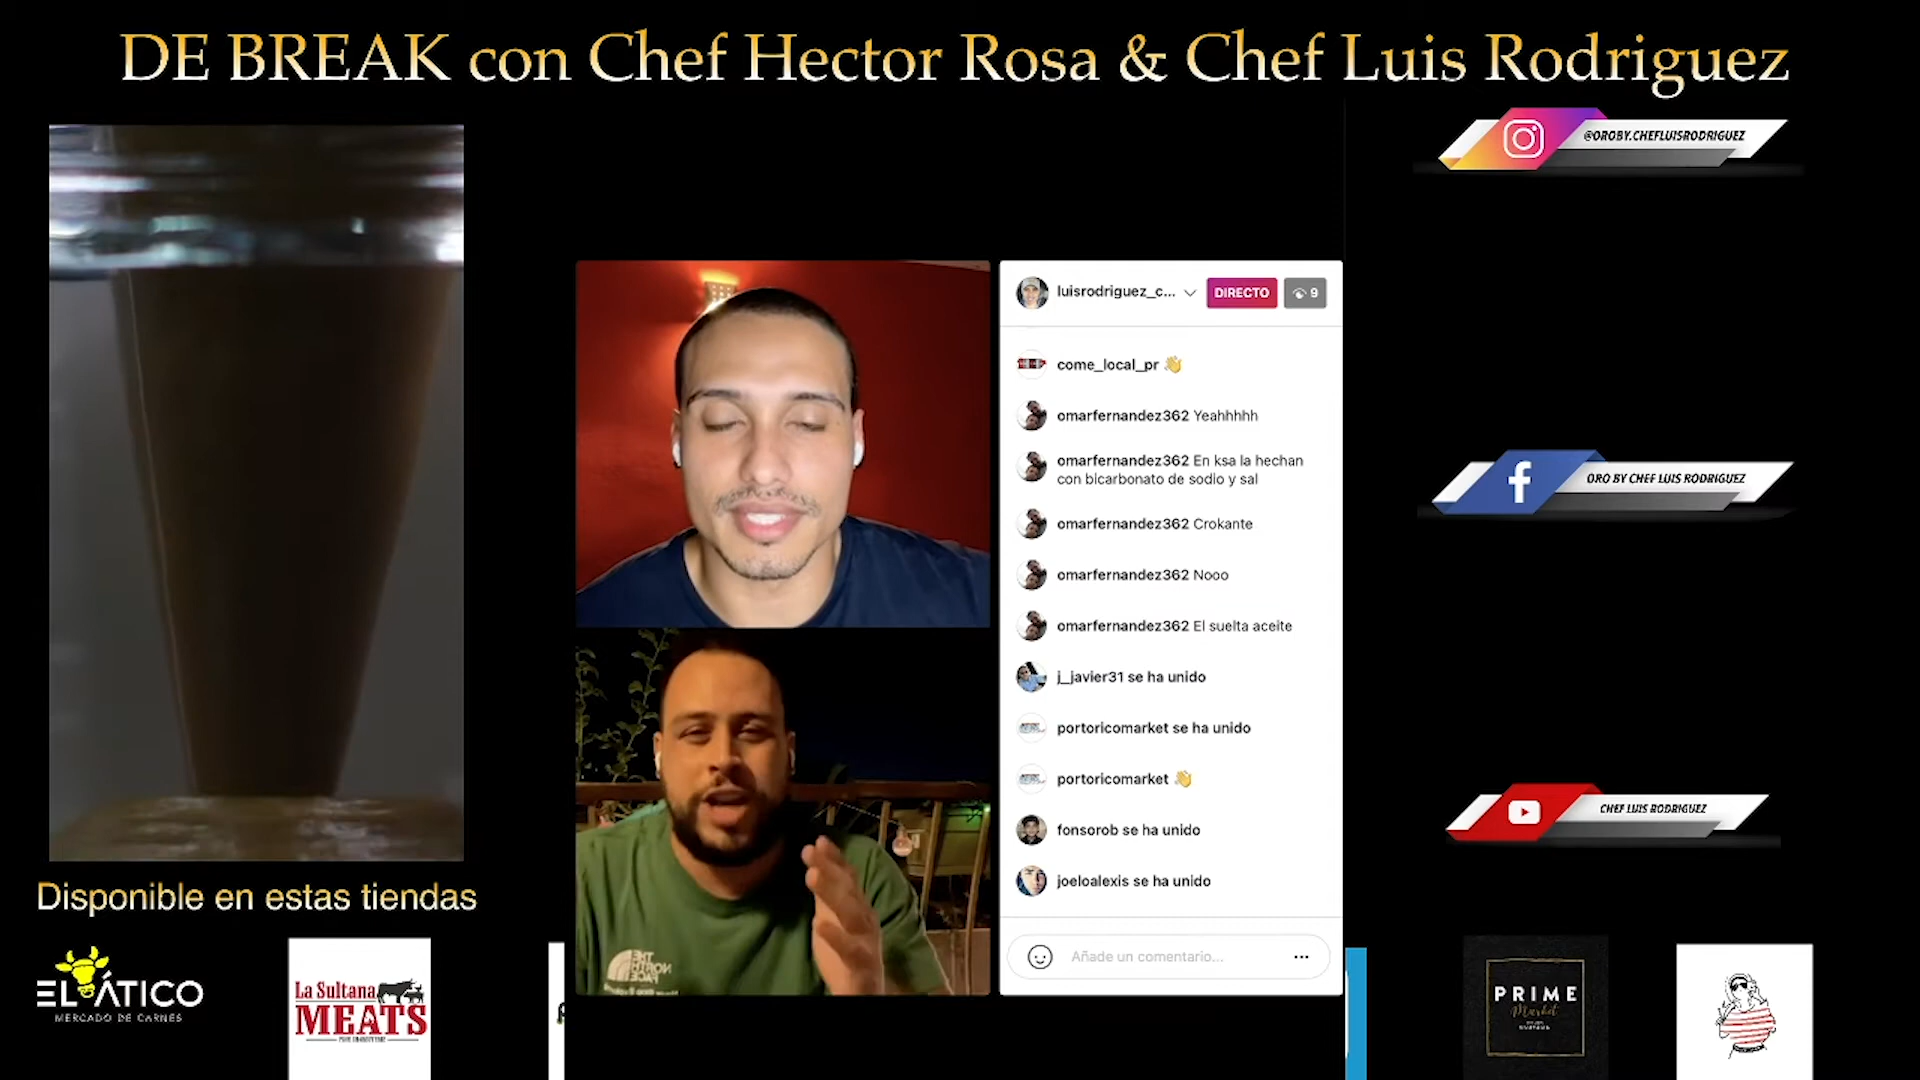 DE BREAK con Chef Hector Rosa & Chef Luis Rodriguez
@OROBY.CHEFLUISRODRIGUEZ
luisrodriguez_c...
DIRECTO
9
come_local_pr 👋
omarfernandez362 Yeahhhhh
omarfernandez362 En ksa la hechan
con bicarbonato de sodio y sal
omarfernandez362 Crokante
omarfernandez362 Nooo
omarfernandez362 El suelta aceite
j_javier31 se ha unido
portoricomarket se ha unido
portoricomarket 👋
fonsorob se ha unido
joeloalexis se ha unido
Añade un comentario...
ORO BY CHEF LUIS RODRIGUEZ
CHEF LUIS RODRIGUEZ
THE
NORTH
FACE
Disponible en estas tiendas
EL ÁTICO
MERCADO DE CARNES
La Sultana
MEATS
PRIME
Market